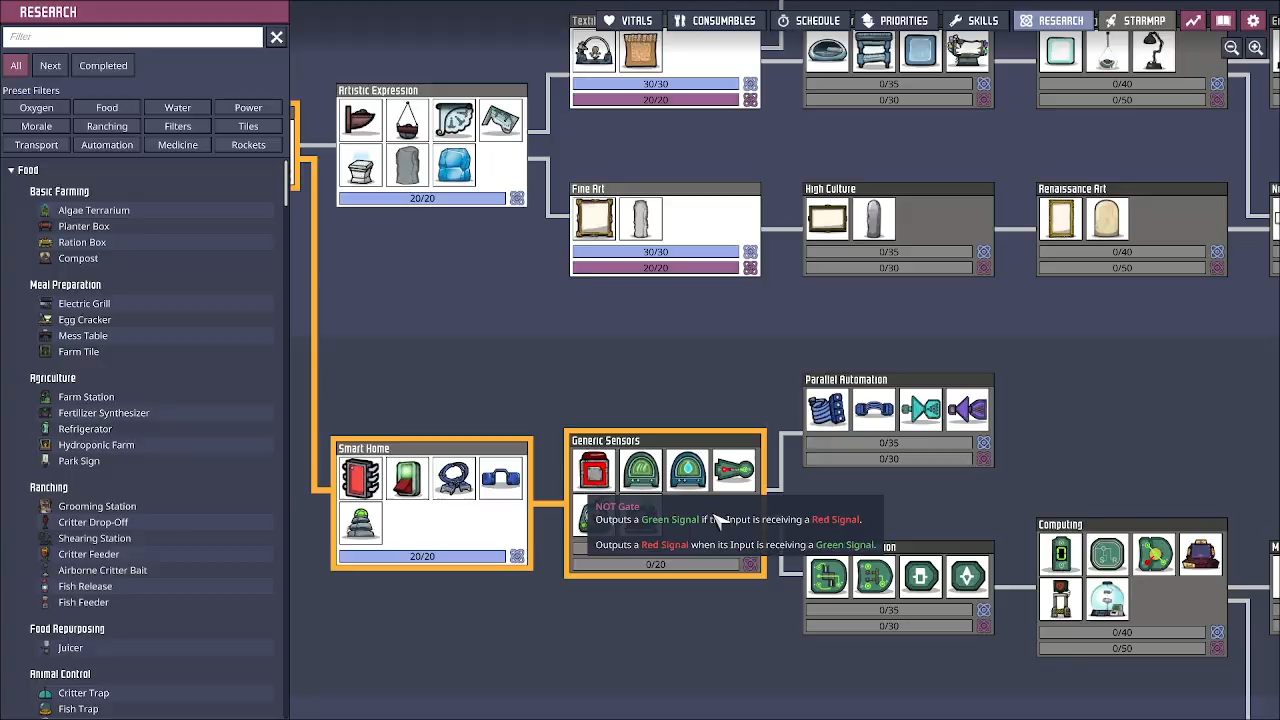 RESEARCH
Filter
All
Next
Completed
Preset Filters:
Oxygen
Food
Water
Power
Morale
Ranching
Filters
Tiles
Transport
Automation
Medicine
Rockets
Food
Basic Farming
Algae Terrarium
Planter Box
Ration Box
Compost
Meal Preparation
Electric Grill
Egg Cracker
Mess Table
Farm Tile
Agriculture
Farm Station
Fertilizer Synthesizer
Refrigerator
Hydroponic Farm
Park Sign
Ranching
Grooming Station
Critter Drop-Off
Shearing Station
Critter Feeder
Airborne Critter Bait
Fish Release
Fish Feeder
Food Repurposing
Juicer
Animal Control
Critter Trap
Fish Trap
VITALS
CONSUMABLES
SCHEDULE
PRIORITIES
SKILLS
RESEARCH
STARMAP
Artistic Expression
20/20
30/30
20/20
0/35
0/30
0/40
0/50
Fine Art
30/30
20/20
High Culture
0/35
0/30
Renaissance Art
0/40
0/50
Smart Home
20/20
Generic Sensors
0/20
NOT Gate
Outputs a Green Signal if the Input is receiving a Red Signal.
Outputs a Red Signal when its Input is receiving a Green Signal.
Parallel Automation
0/35
0/30
0/35
0/30
Computing
0/40
0/50